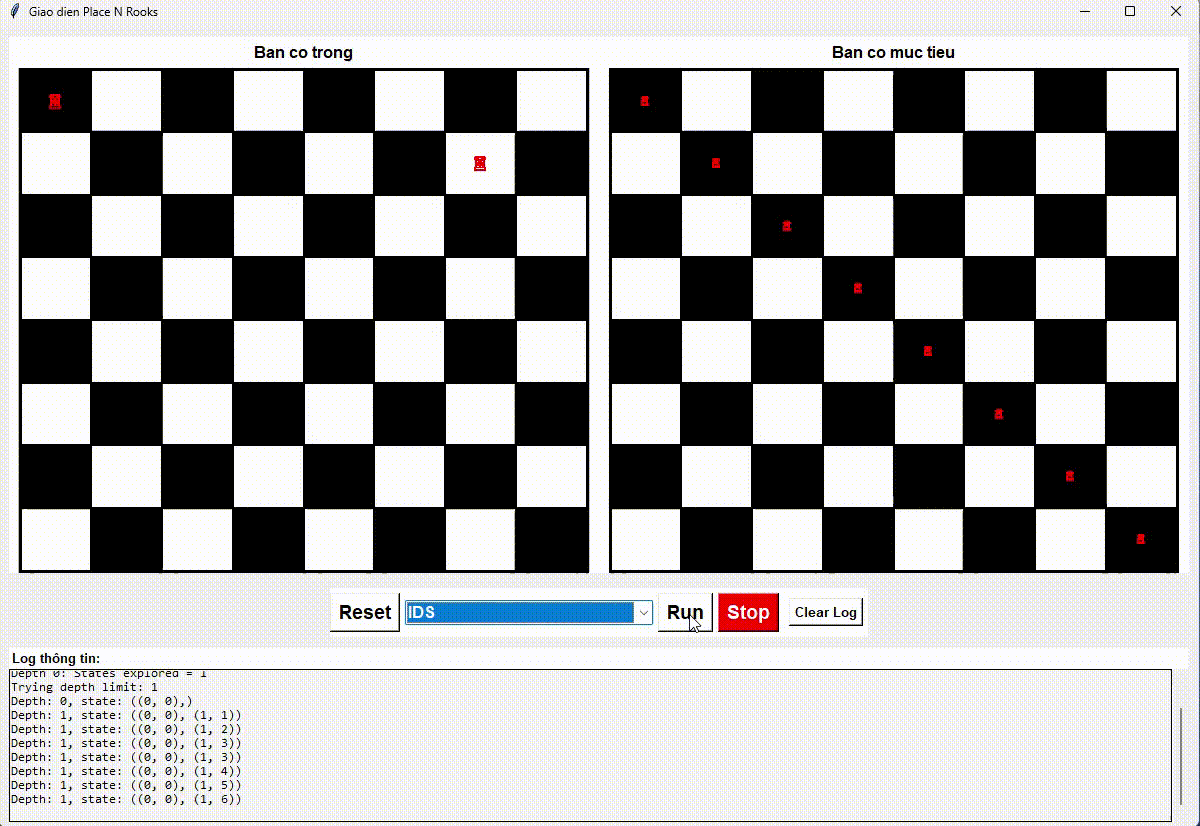 Giao dien Place N Rooks
Ban co trong
Ban co muc tieu
Reset
IDS
Run
Stop
Clear Log
Log thông tin:
Depth 0: States explored = 1
Trying depth limit: 1
Depth: 0, state: ((0, 0),)
Depth: 1, state: ((0, 0), (1, 1))
Depth: 1, state: ((0, 0), (1, 2))
Depth: 1, state: ((0, 0), (1, 3))
Depth: 1, state: ((0, 0), (1, 3))
Depth: 1, state: ((0, 0), (1, 4))
Depth: 1, state: ((0, 0), (1, 5))
Depth: 1, state: ((0, 0), (1, 6))